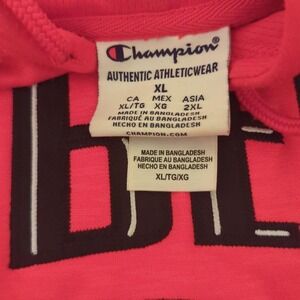 Champion
AUTHENTIC ATHLETICWEAR
XL
CA MEX ASIA
XL/TG XG 2XL
MADE IN BANGLADESH
FABRIQUÉ AU BANGLADESH
HECHO EN BANGLADESH
CHAMPION.COM
MADE IN BANGLADESH
FABRIQUE AU BANGLADESH
HECHO EN BANGLADESH
XL/TG/XG